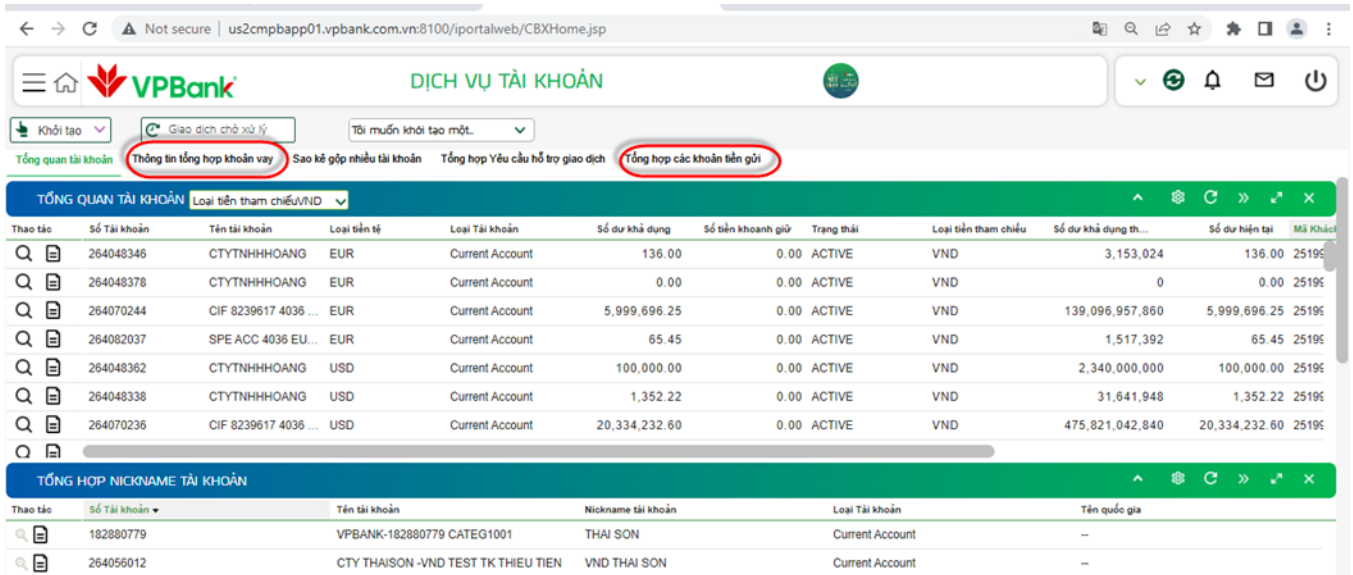 Not secure | us2cmpbapp01.vpbank.com.vn:8100/iportalweb/CBXHome.jsp
VPBank DỊCH VỤ TÀI KHOẢN
Khởi tạo Giao dịch chờ xử lý Tôi muốn khởi tạo một..
Tổng quan tài khoản Thông tin tổng hợp khoản vay Sao kê gộp nhiều tài khoản Tổng hợp Yêu cầu hỗ trợ giao dịch Tổng hợp các khoản tiền gửi
TỔNG QUAN TÀI KHOẢN Loại tiền tham chiếuVND
Thao tác Số Tài khoản Tên tài khoản Loại tiền tệ Loại Tài khoản Số dư khả dụng Số tiền khoanh giữ Trạng thái Loại tiền tham chiếu Số dư khả dụng th... Số dư hiện tại Mã Khách
264048346 CTYTNHHHOANG EUR Current Account 136.00 0.00 ACTIVE VND 3,153,024 136.00 25199
264048378 CTYTNHHHOANG EUR Current Account 0.00 0.00 ACTIVE VND 0 0.00 25199
264070244 CIF 8239617 4036 ... EUR Current Account 5,999,696.25 0.00 ACTIVE VND 139,096,957,860 5,999,696.25 25199
264082037 SPE ACC 4036 EU... EUR Current Account 65.45 0.00 ACTIVE VND 1,517,392 65.45 25199
264048362 CTYTNHHHOANG USD Current Account 100,000.00 0.00 ACTIVE VND 2,340,000,000 100,000.00 25199
264048338 CTYTNHHHOANG USD Current Account 1,352.22 0.00 ACTIVE VND 31,641,948 1,352.22 25199
264070236 CIF 8239617 4036 ... USD Current Account 20,334,232.60 0.00 ACTIVE VND 475,821,042,840 20,334,232.60 25199
TỔNG HỢP NICKNAME TÀI KHOẢN
Thao tác Số Tài khoản Tên tài khoản Nickname tài khoản Loại Tài khoản Tên quốc gia
182880779 VPBANK-182880779 CATEG1001 THAI SON Current Account --
264056012 CTY THAISON -VND TEST TK THIEU TIEN VND THAI SON Current Account --